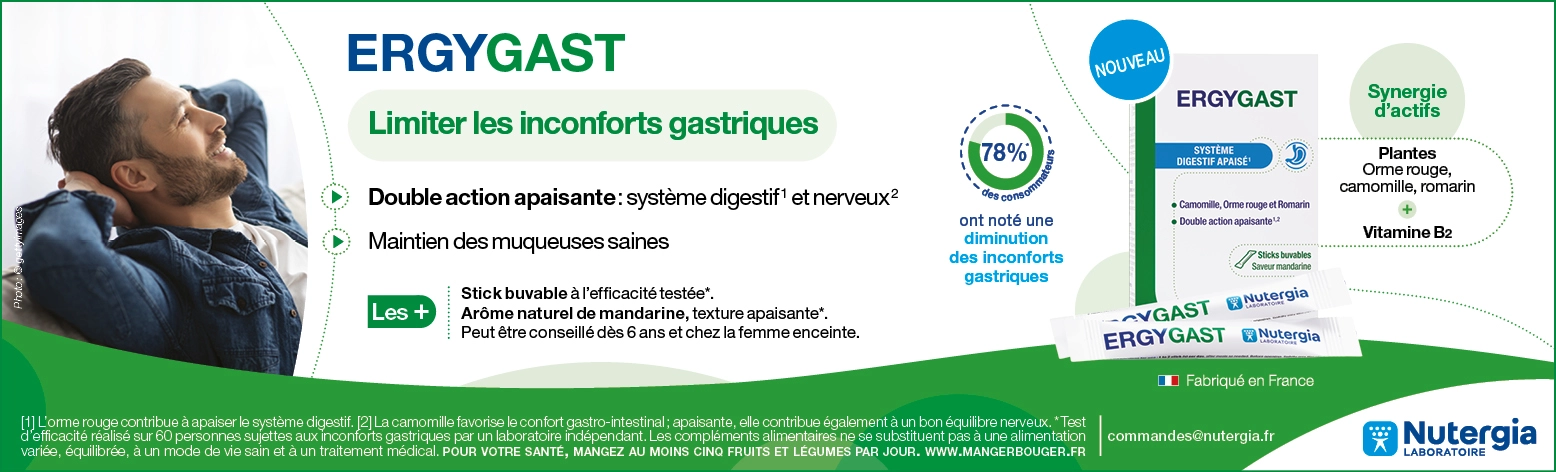 ERGYGAST
Limiter les inconforts gastriques
Double action apaisante : système digestif¹ et nerveux²
Maintien des muqueuses saines
Les +
Stick buvable à l'efficacité testée*.
Arôme naturel de mandarine, texture apaisante*.
Peut être conseillé dès 6 ans et chez la femme enceinte.
Photo : © gettyimages
78%*
des consommateurs
ont noté une
diminution
des inconforts
gastriques
NOUVEAU
ERGYGAST
SYSTÈME
DIGESTIF APAISÉ¹
• Camomille, Orme rouge et Romarin
• Double action apaisante¹,²
Sticks buvables
Saveur mandarine
ERGYGAST
Nutergia
LABORATOIRE
ERGYGAST
Nutergia
LABORATOIRE
Synergie
d'actifs
Plantes
Orme rouge,
camomille, romarin
+
Vitamine B2
Fabriqué en France
[1] L'orme rouge contribue à apaiser le système digestif. [2] La camomille favorise le confort gastro-intestinal ; apaisante, elle contribue également à un bon équilibre nerveux. * Test
d'efficacité réalisé sur 60 personnes sujettes aux inconforts gastriques par un laboratoire indépendant. Les compléments alimentaires ne se substituent pas à une alimentation
variée, équilibrée, à un mode de vie sain et à un traitement médical. POUR VOTRE SANTÉ, MANGEZ AU MOINS CINQ FRUITS ET LÉGUMES PAR JOUR. WWW.MANGERBOUGER.FR
commandes@nutergia.fr
Nutergia
LABORATOIRE